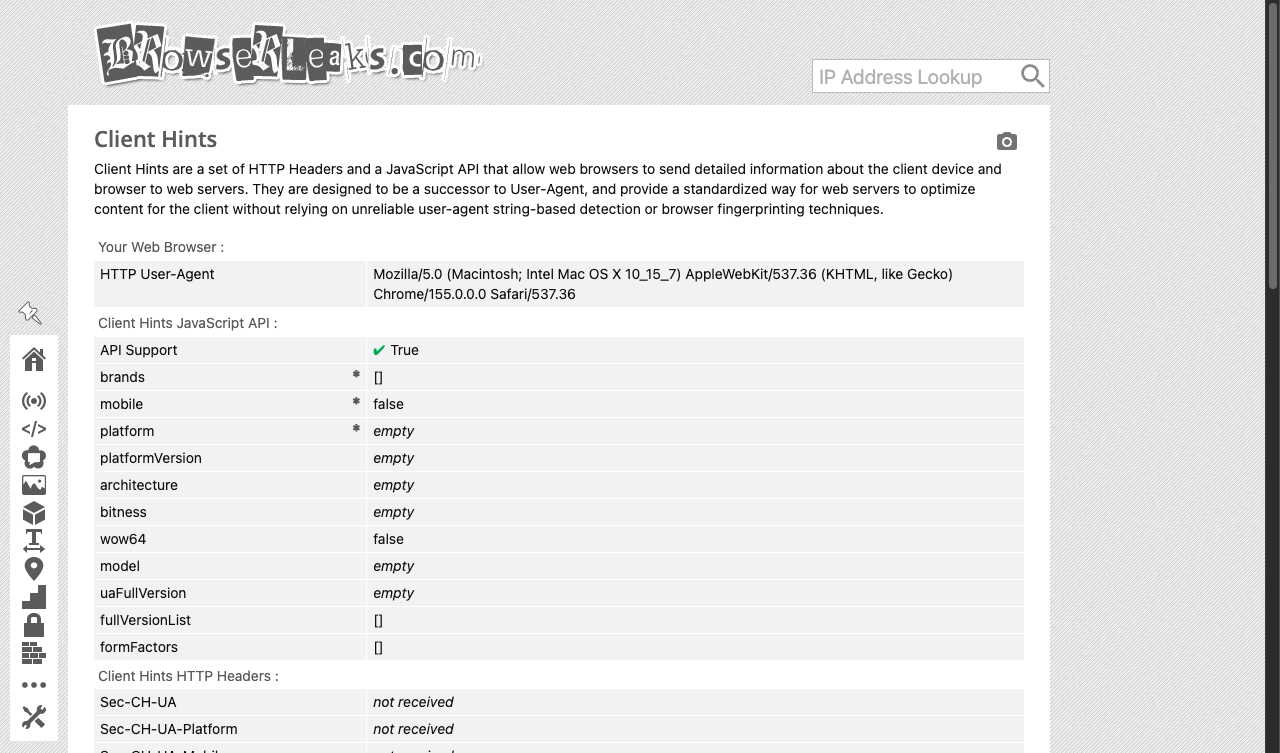 BRowseRLeaks.com
IP Address Lookup
Client Hints
Client Hints are a set of HTTP Headers and a JavaScript API that allow web browsers to send detailed information about the client device and
browser to web servers. They are designed to be a successor to User-Agent, and provide a standardized way for web servers to optimize
content for the client without relying on unreliable user-agent string-based detection or browser fingerprinting techniques.
Your Web Browser :
HTTP User-Agent Mozilla/5.0 (Macintosh; Intel Mac OS X 10_15_7) AppleWebKit/537.36 (KHTML, like Gecko)
Chrome/155.0.0.0 Safari/537.36
Client Hints JavaScript API :
API Support ✔ True
brands * []
mobile * false
platform * empty
platformVersion empty
architecture empty
bitness empty
wow64 false
model empty
uaFullVersion empty
fullVersionList []
formFactors []
Client Hints HTTP Headers :
Sec-CH-UA not received
Sec-CH-UA-Platform not received